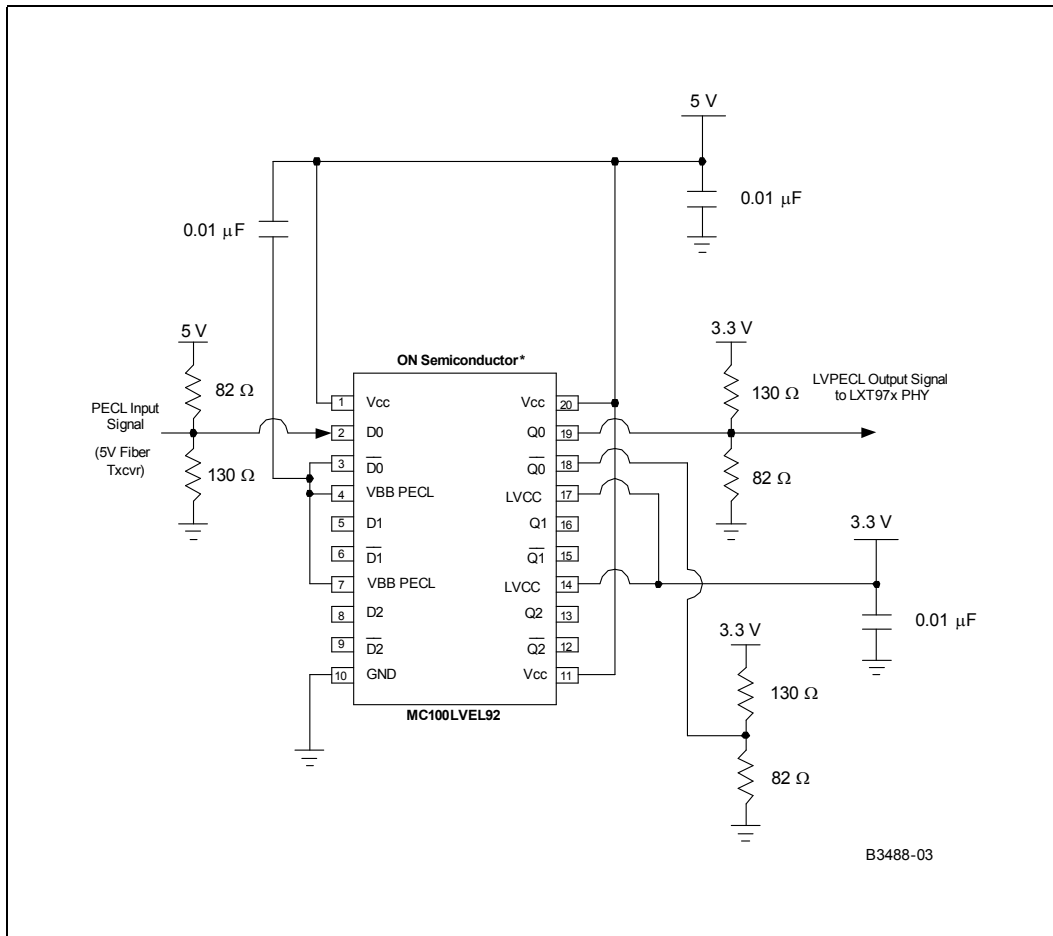 5 V
0.01 μF
0.01 μF
5 V
3.3 V
ON Semiconductor*
82 Ω
130 Ω
LVPECL Output Signal
to LXT97x PHY
PECL Input
Signal
(5V Fiber
Txcvr)
130 Ω
82 Ω
1 Vcc Vcc 20
2 D0 Q0 19
3 D0 Q0 18
4 VBB PECL LVCC 17
5 D1 Q1 16
6 D1 Q1 15
7 VBB PECL LVCC 14
8 D2 Q2 13
9 D2 Q2 12
10 GND Vcc 11
MC100LVEL92
3.3 V
0.01 μF
3.3 V
130 Ω
82 Ω
B3488-03